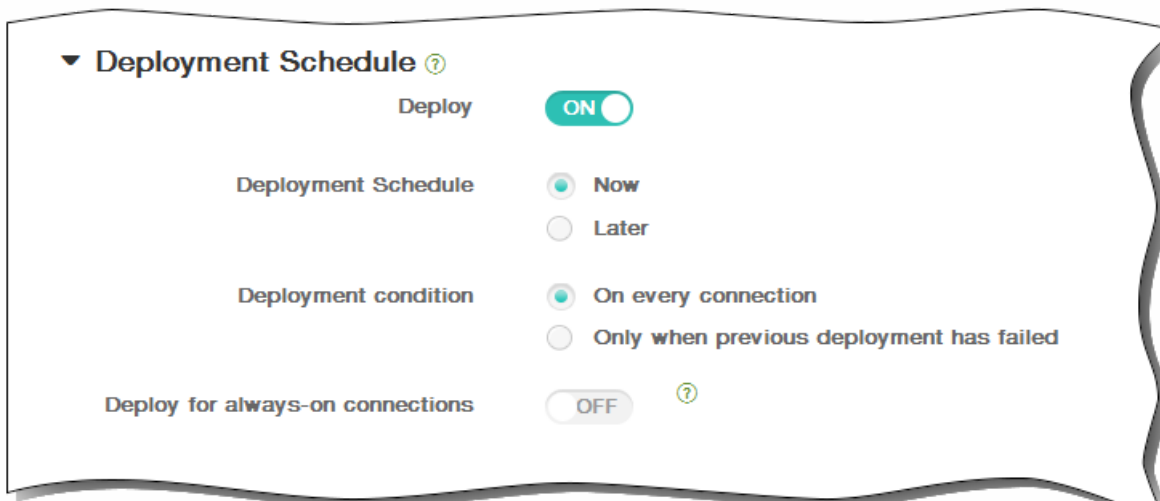 Deployment Schedule ?
Deploy ON
Deployment Schedule Now
Later
Deployment condition On every connection
Only when previous deployment has failed
Deploy for always-on connections OFF ?